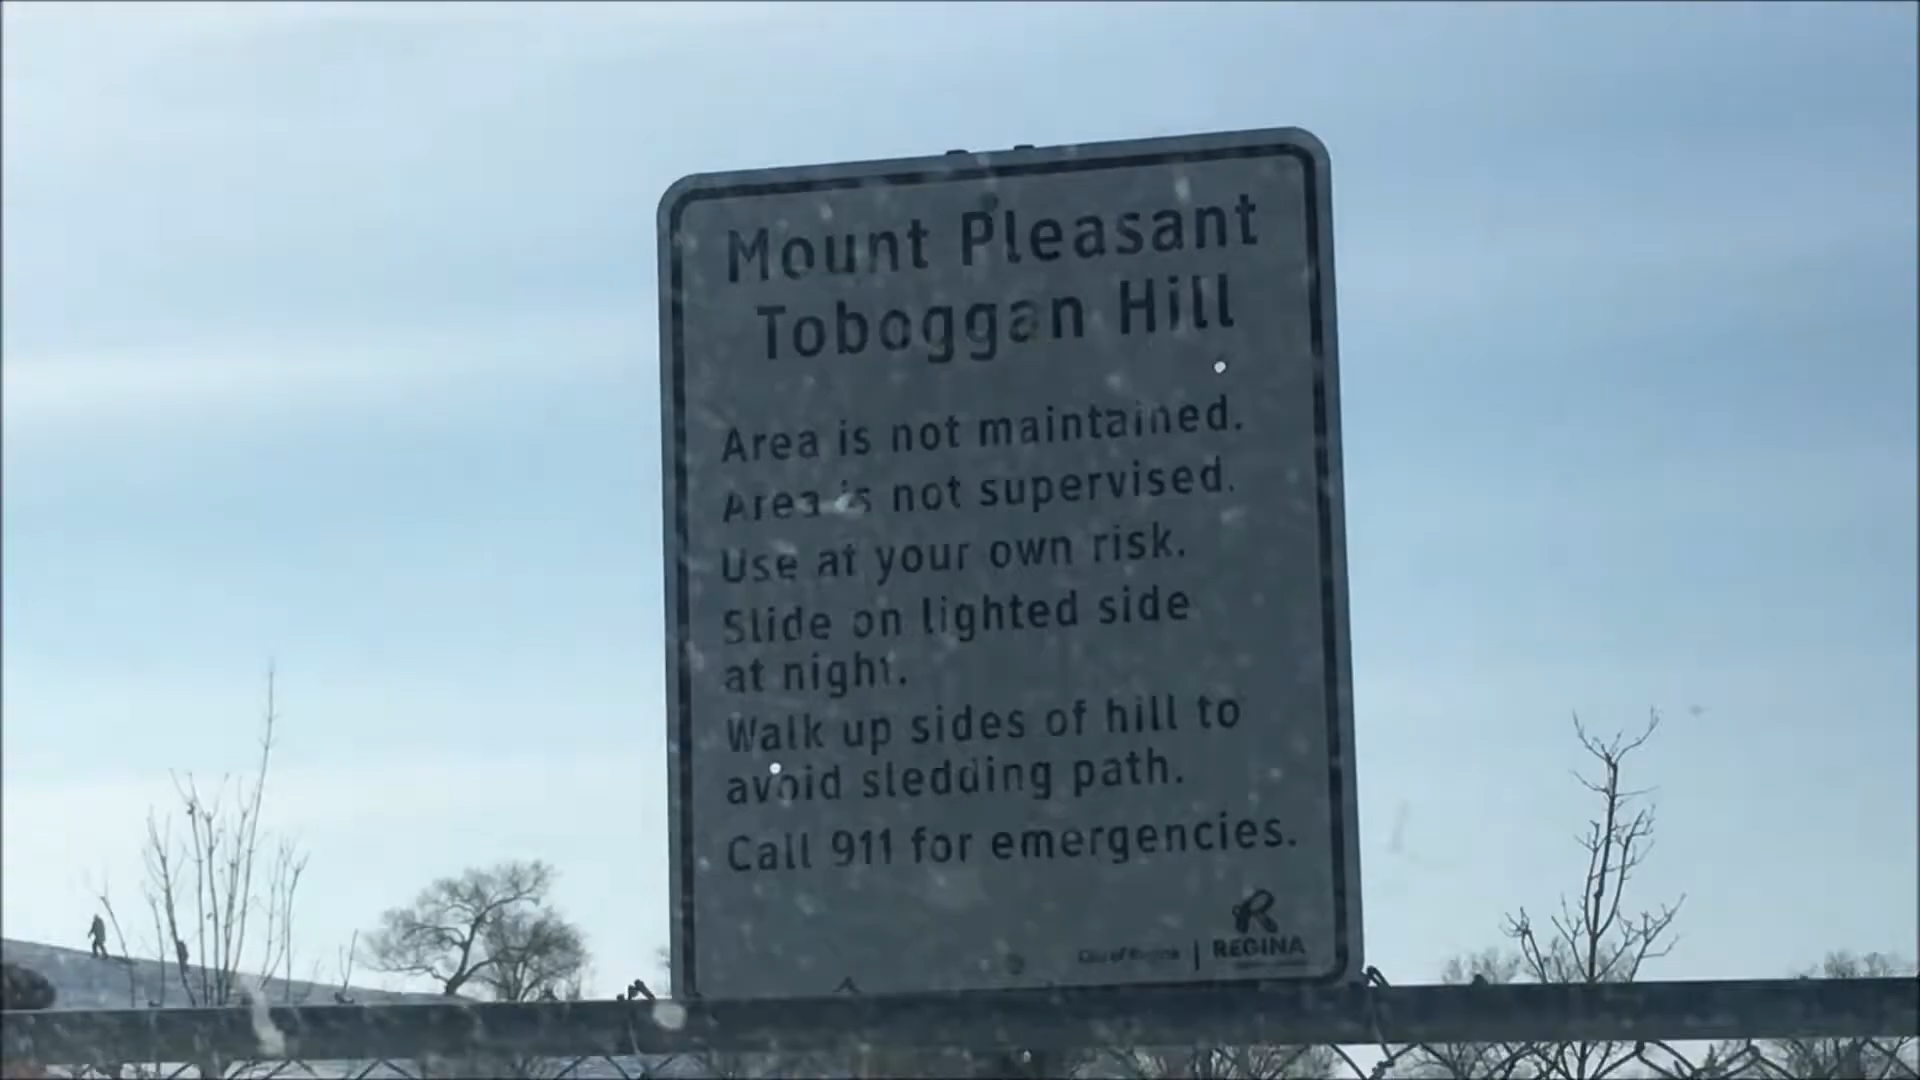 Mount Pleasant
Toboggan Hill
Area is not maintained.
Area is not supervised.
Use at your own risk.
Slide on lighted side
at night.
Walk up sides of hill to
avoid sledding path.
Call 911 for emergencies.
City of Regina | REGINA